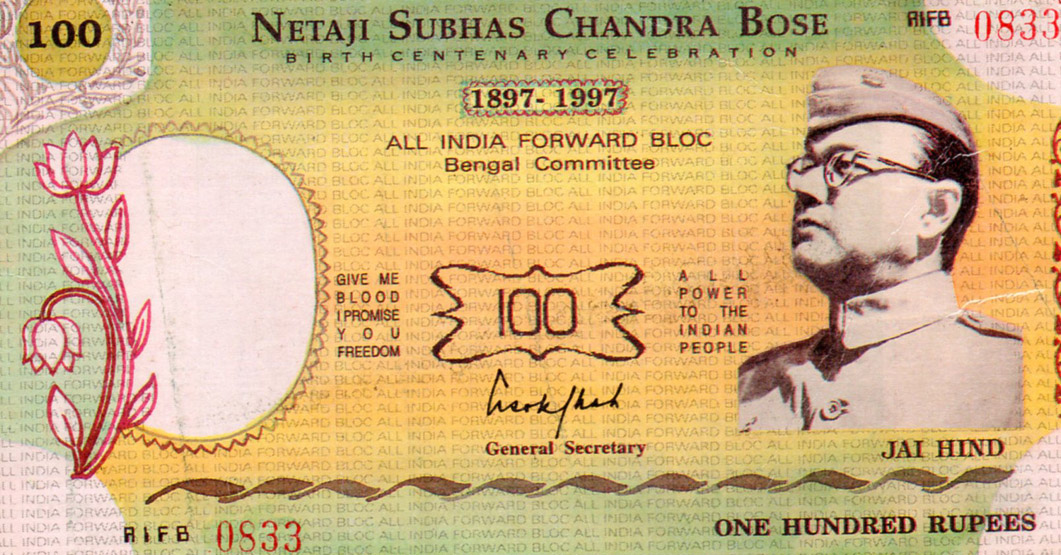 100
NETAJI SUBHAS CHANDRA BOSE
BIRTH CENTENARY CELEBRATION
AIFB 0833
1897- 1997
ALL INDIA FORWARD BLOC
Bengal Committee
GIVE ME
BLOOD
I PROMISE
YOU
FREEDOM
100
ALL
POWER
TO THE
INDIAN
PEOPLE
General Secretary
JAI HIND
AIFB 0833
ONE HUNDRED RUPEES